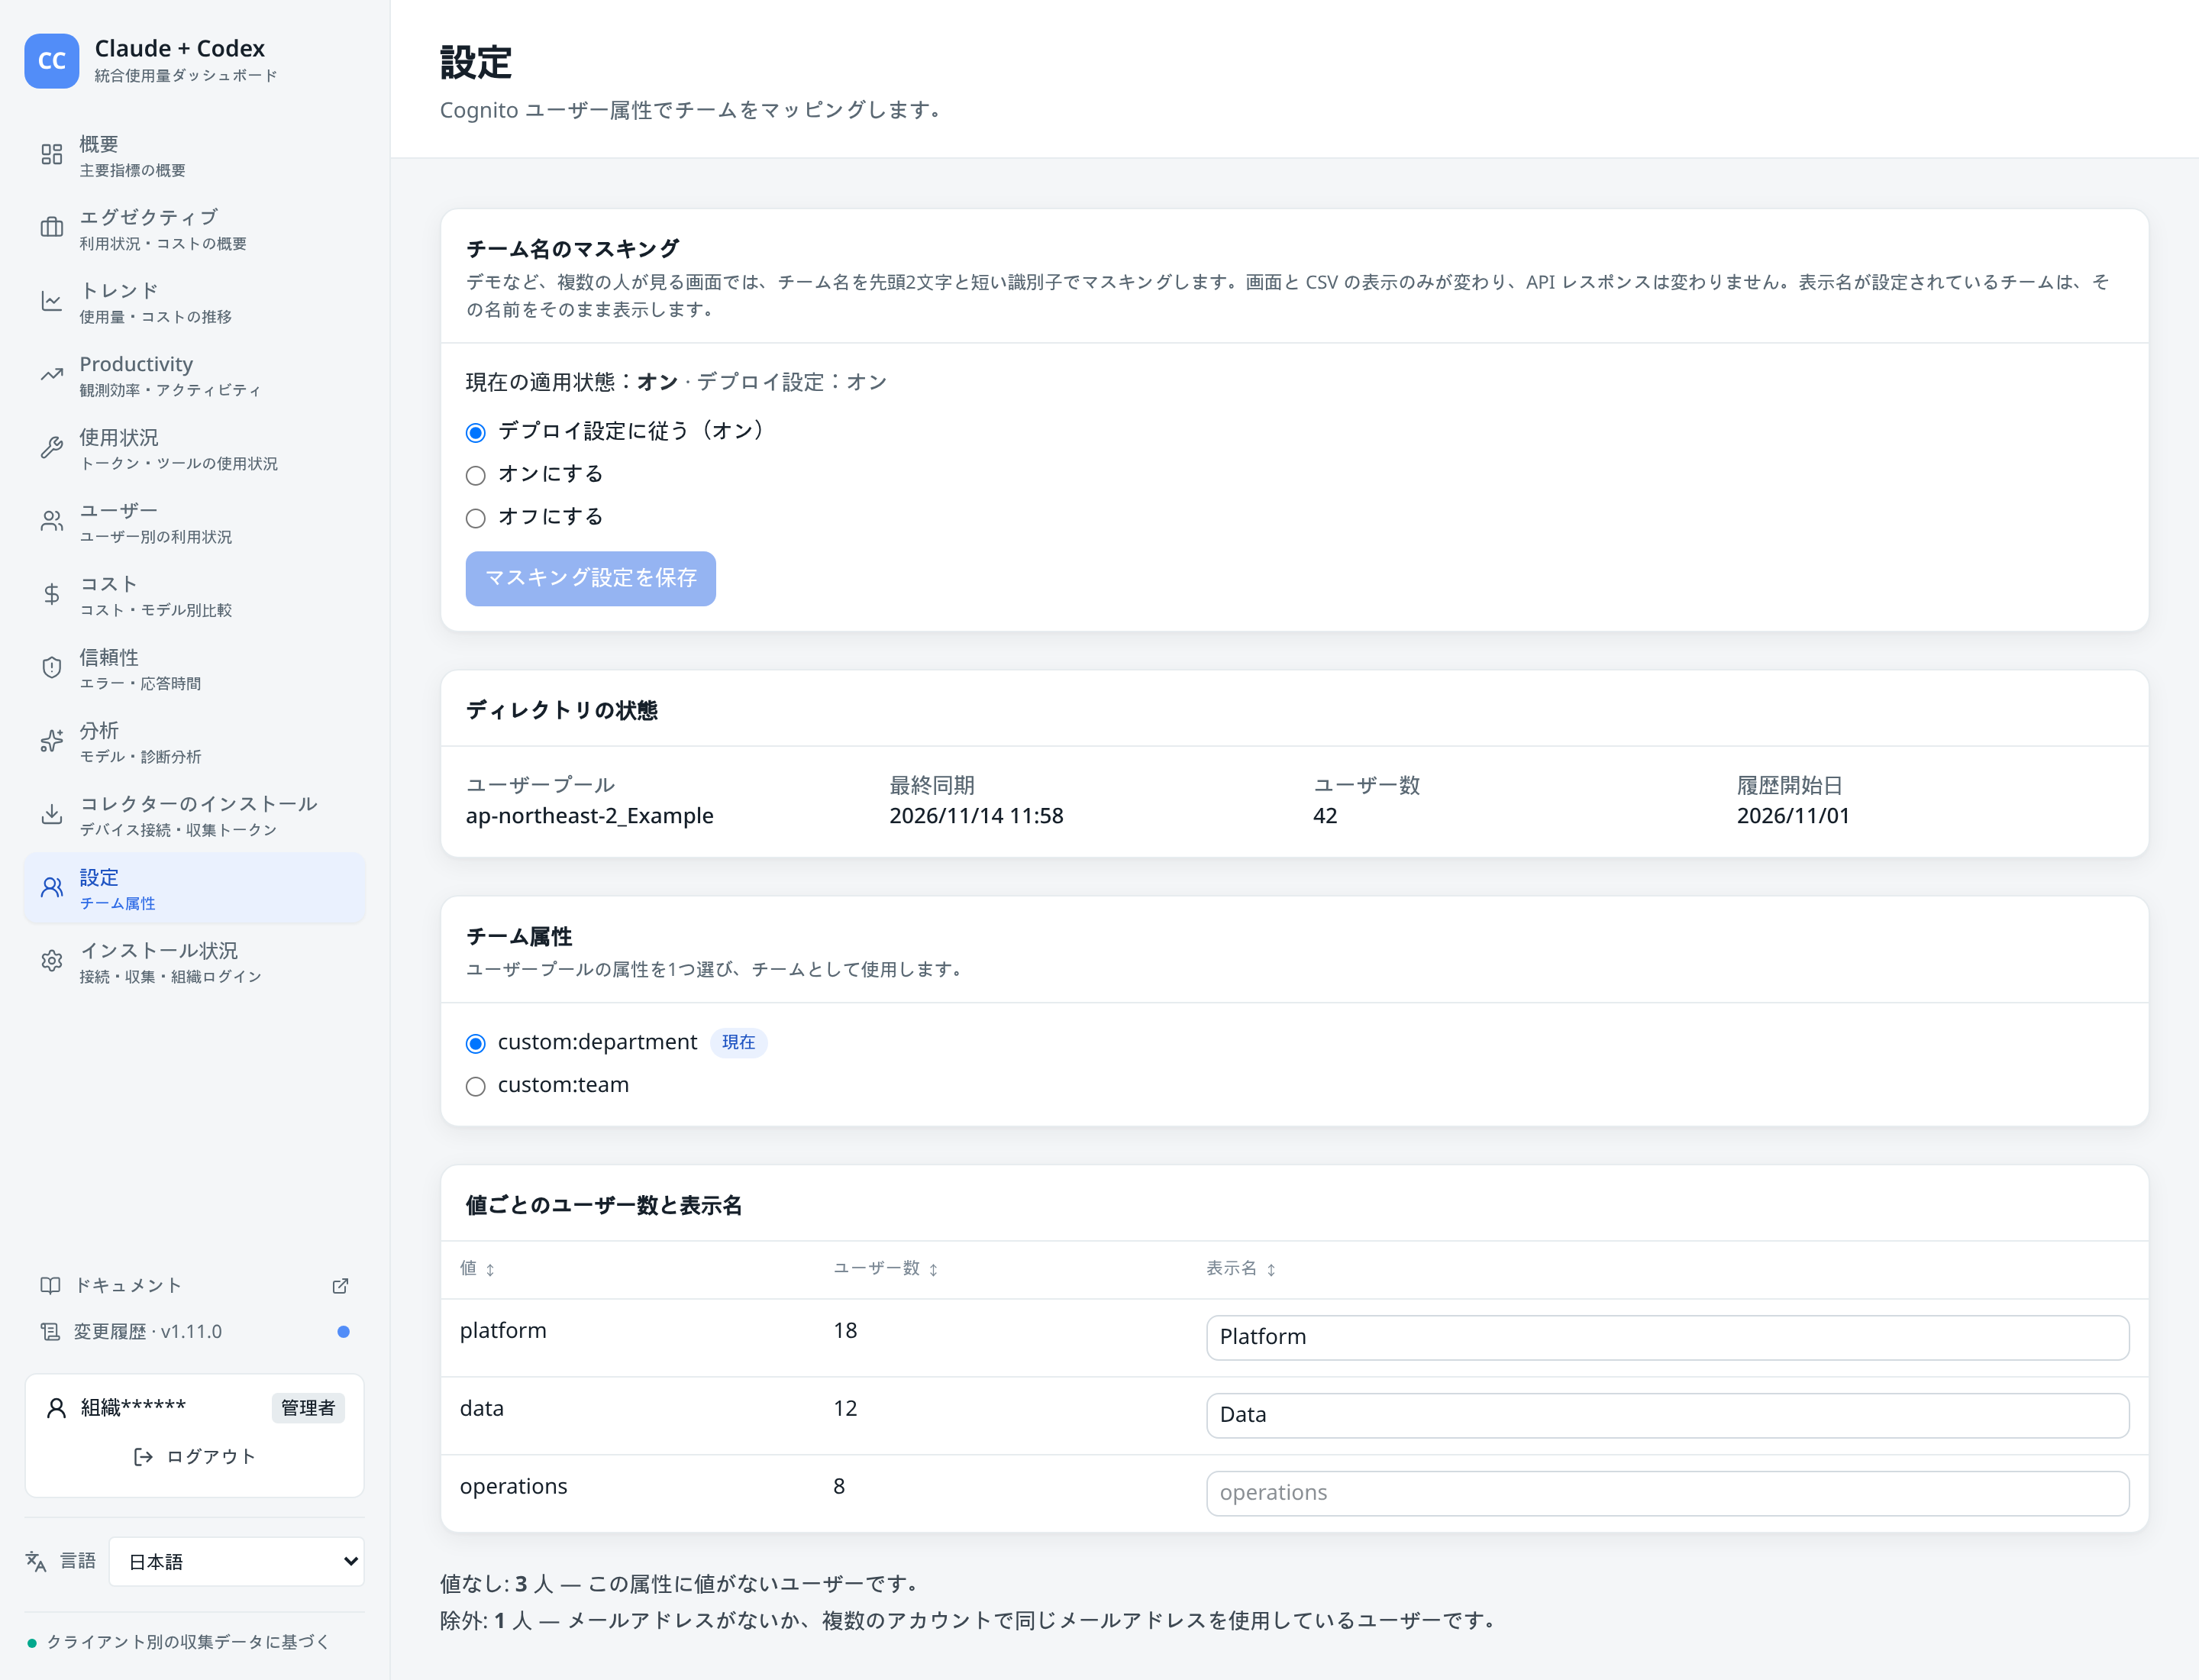 CC
Claude + Codex
統合使用量ダッシュボード
概要
主要指標の概要
エグゼクティブ
利用状況・コストの概要
トレンド
使用量・コストの推移
Productivity
観測効率・アクティビティ
使用状況
トークン・ツールの使用状況
ユーザー
ユーザー別の利用状況
コスト
コスト・モデル別比較
信頼性
エラー・応答時間
分析
モデル・診断分析
コレクターのインストール
デバイス接続・収集トークン
設定
チーム属性
インストール状況
接続・収集・組織ログイン
ドキュメント
変更履歴 · v1.11.0
組織******
管理者
ログアウト
言語
日本語
クライアント別の収集データに基づく
設定
Cognito ユーザー属性でチームをマッピングします。
チーム名のマスキング
デモなど、複数の人が見る画面では、チーム名を先頭2文字と短い識別子でマスキングします。画面と CSV の表示のみが変わり、API レスポンスは変わりません。表示名が設定されているチームは、そ
の名前をそのまま表示します。
現在の適用状態：オン · デプロイ設定：オン
デプロイ設定に従う（オン）
オンにする
オフにする
マスキング設定を保存
ディレクトリの状態
ユーザープール 最終同期 ユーザー数 履歴開始日
ap-northeast-2_Example 2026/11/14 11:58 42 2026/11/01
チーム属性
ユーザープールの属性を1つ選び、チームとして使用します。
custom:department 現在
custom:team
値ごとのユーザー数と表示名
値 ユーザー数 表示名
platform 18 Platform
data 12 Data
operations 8 operations
値なし: 3 人 — この属性に値がないユーザーです。
除外: 1 人 — メールアドレスがないか、複数のアカウントで同じメールアドレスを使用しているユーザーです。